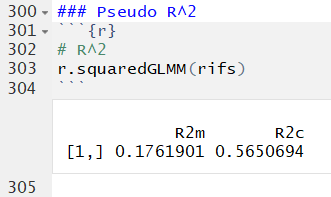 300 ### Pseudo R^2
301 ```{r}
302 # R^2
303 r.squaredGLMM(rifs)
304 ```
R2m R2c
[1,] 0.1761901 0.5650694
305